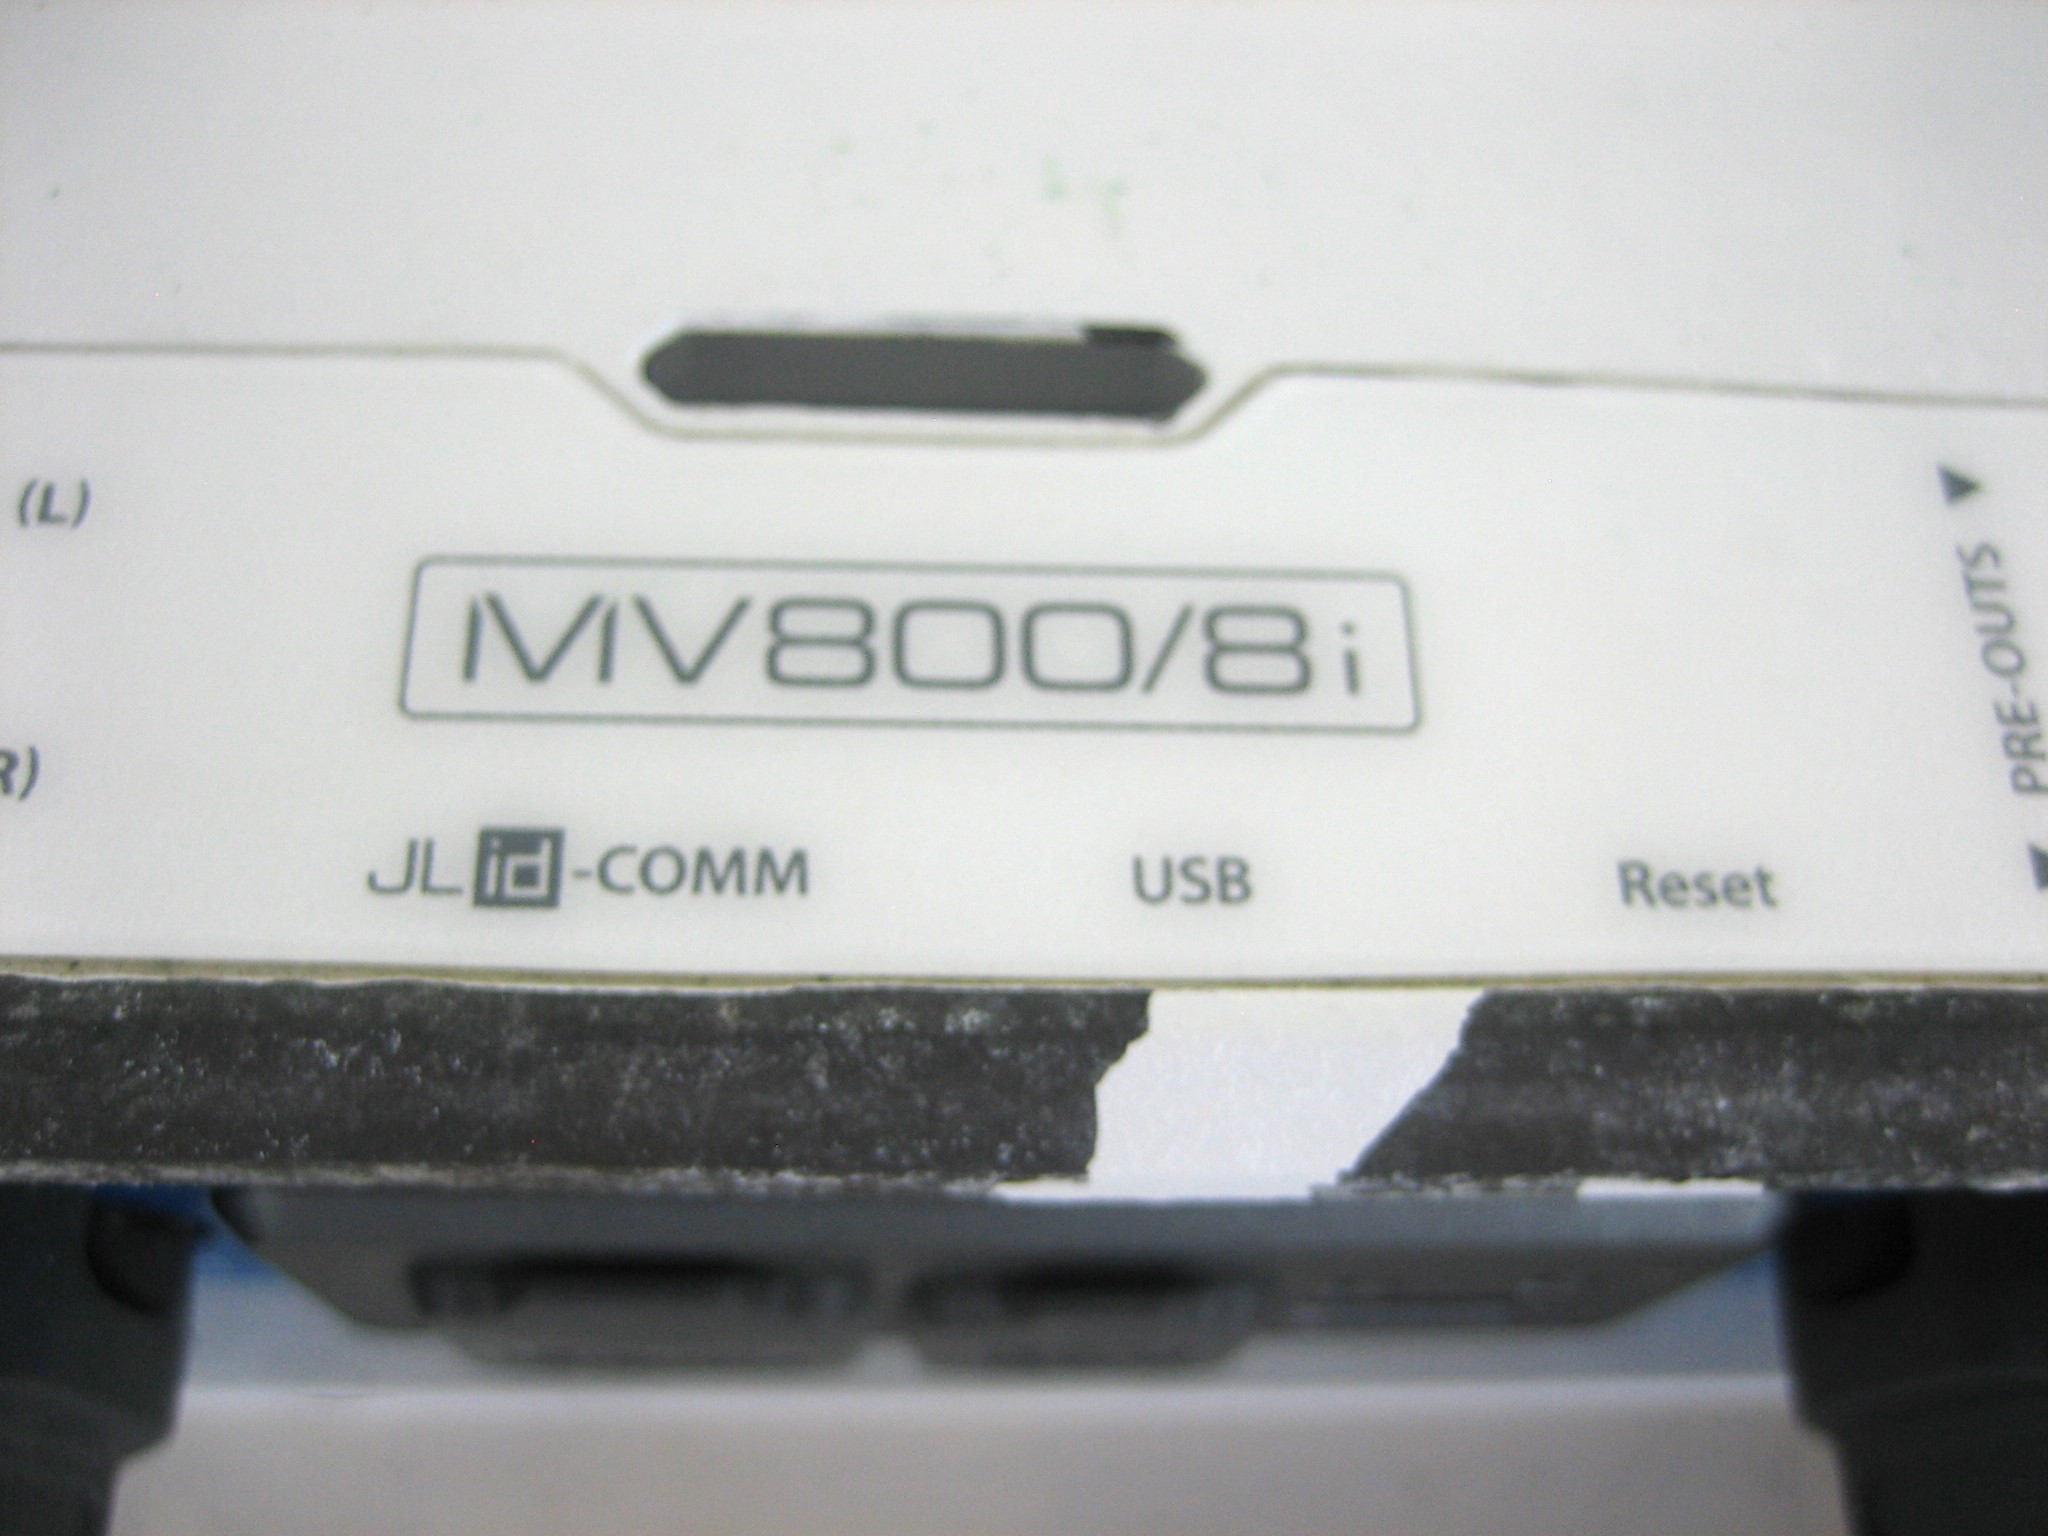 (L)
MV800/8i
R)
JLid-COMM
USB
Reset
PRE-OUTS